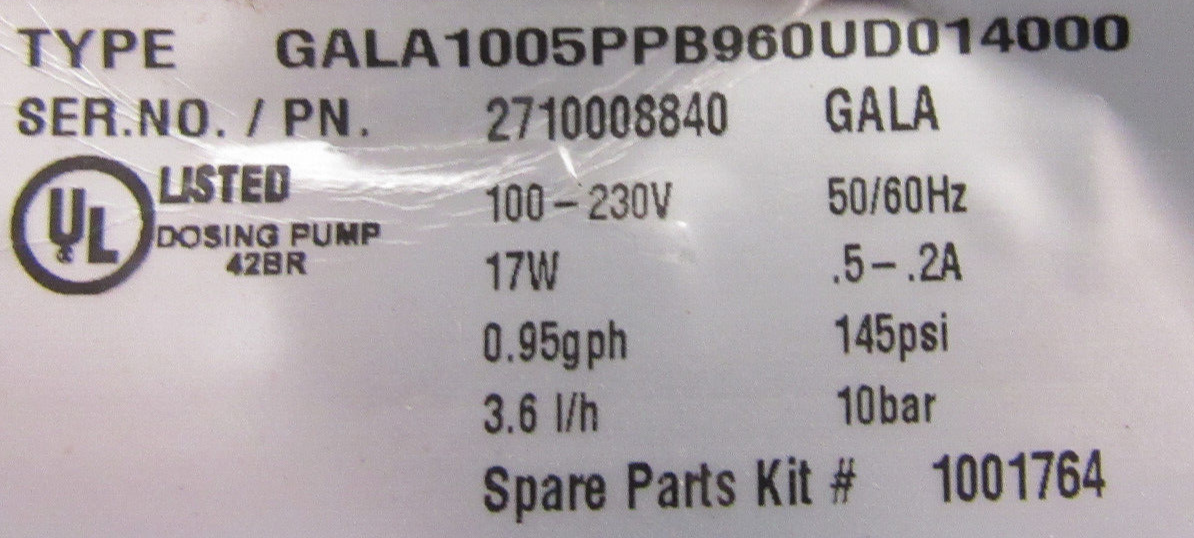 TYPE GALA1005PPB960UD014000
SER.NO. / PN. 2710008840 GALA
UL LISTED
100 – 230V 50/60Hz
DOSING PUMP
42BR
17W .5 – .2A
0.95gph 145psi
3.6 l/h 10bar
Spare Parts Kit # 1001764